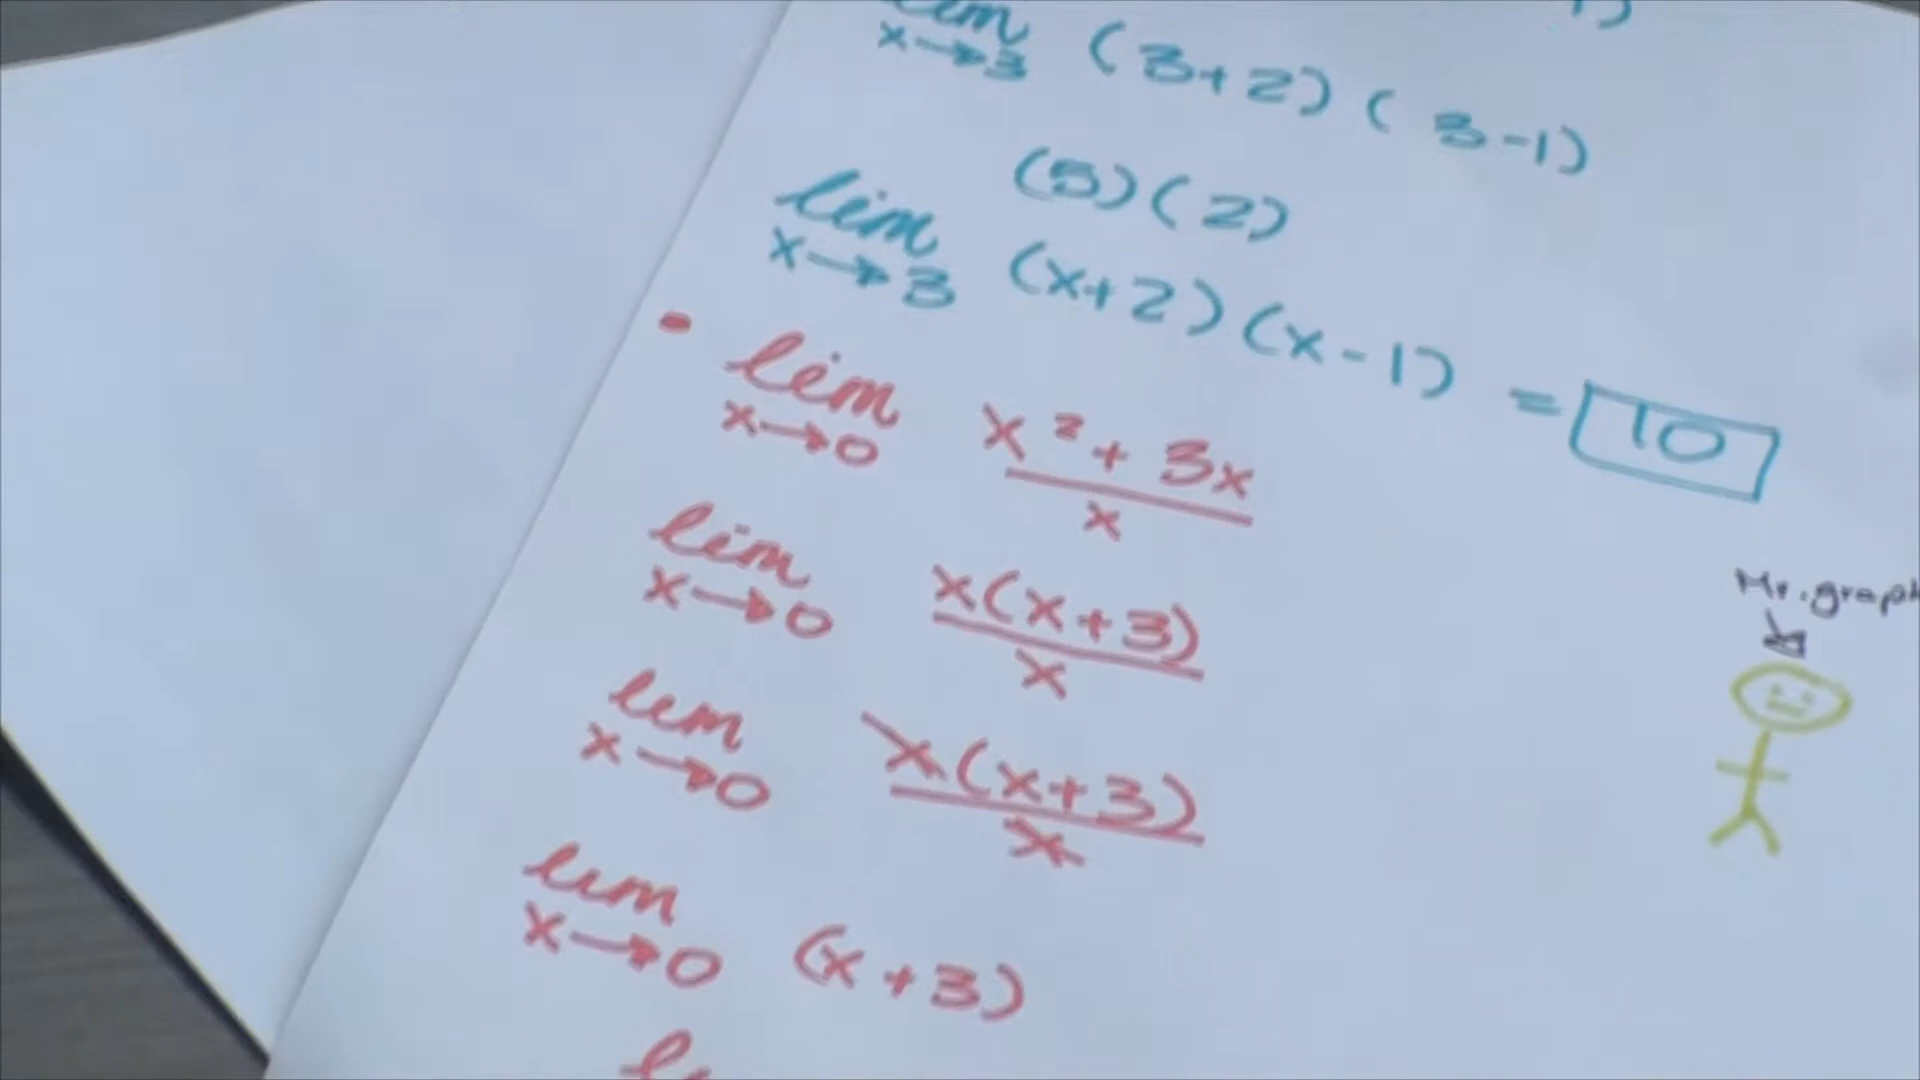 lim
x→3 (3+2)(3-1)
(5)(2)
lim
x→3 (x+2)(x-1) = 10
lim
x→0 x²+3x
x
lim
x→0 x(x+3)
x
lim
x→0 x(x+3)
x
lim
x→0 (x+3)
Mr.graph